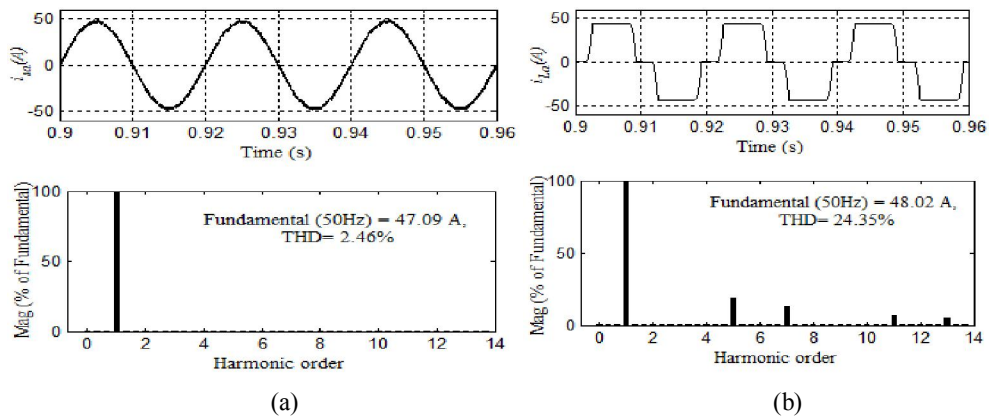 50
0
-50
i_sa(A)
0.9 0.91 0.92 0.93 0.94 0.95 0.96
Time (s)
100
50
0
Mag (% of Fundamental)
Fundamental (50Hz) = 47.09 A,
THD= 2.46%
0 2 4 6 8 10 12 14
Harmonic order
(a)
50
0
-50
i_La(A)
0.9 0.91 0.92 0.93 0.94 0.95 0.96
Time (s)
100
50
0
Mag (% of Fundamental)
Fundamental (50Hz) = 48.02 A,
THD= 24.35%
0 2 4 6 8 10 12 14
Harmonic order
(b)